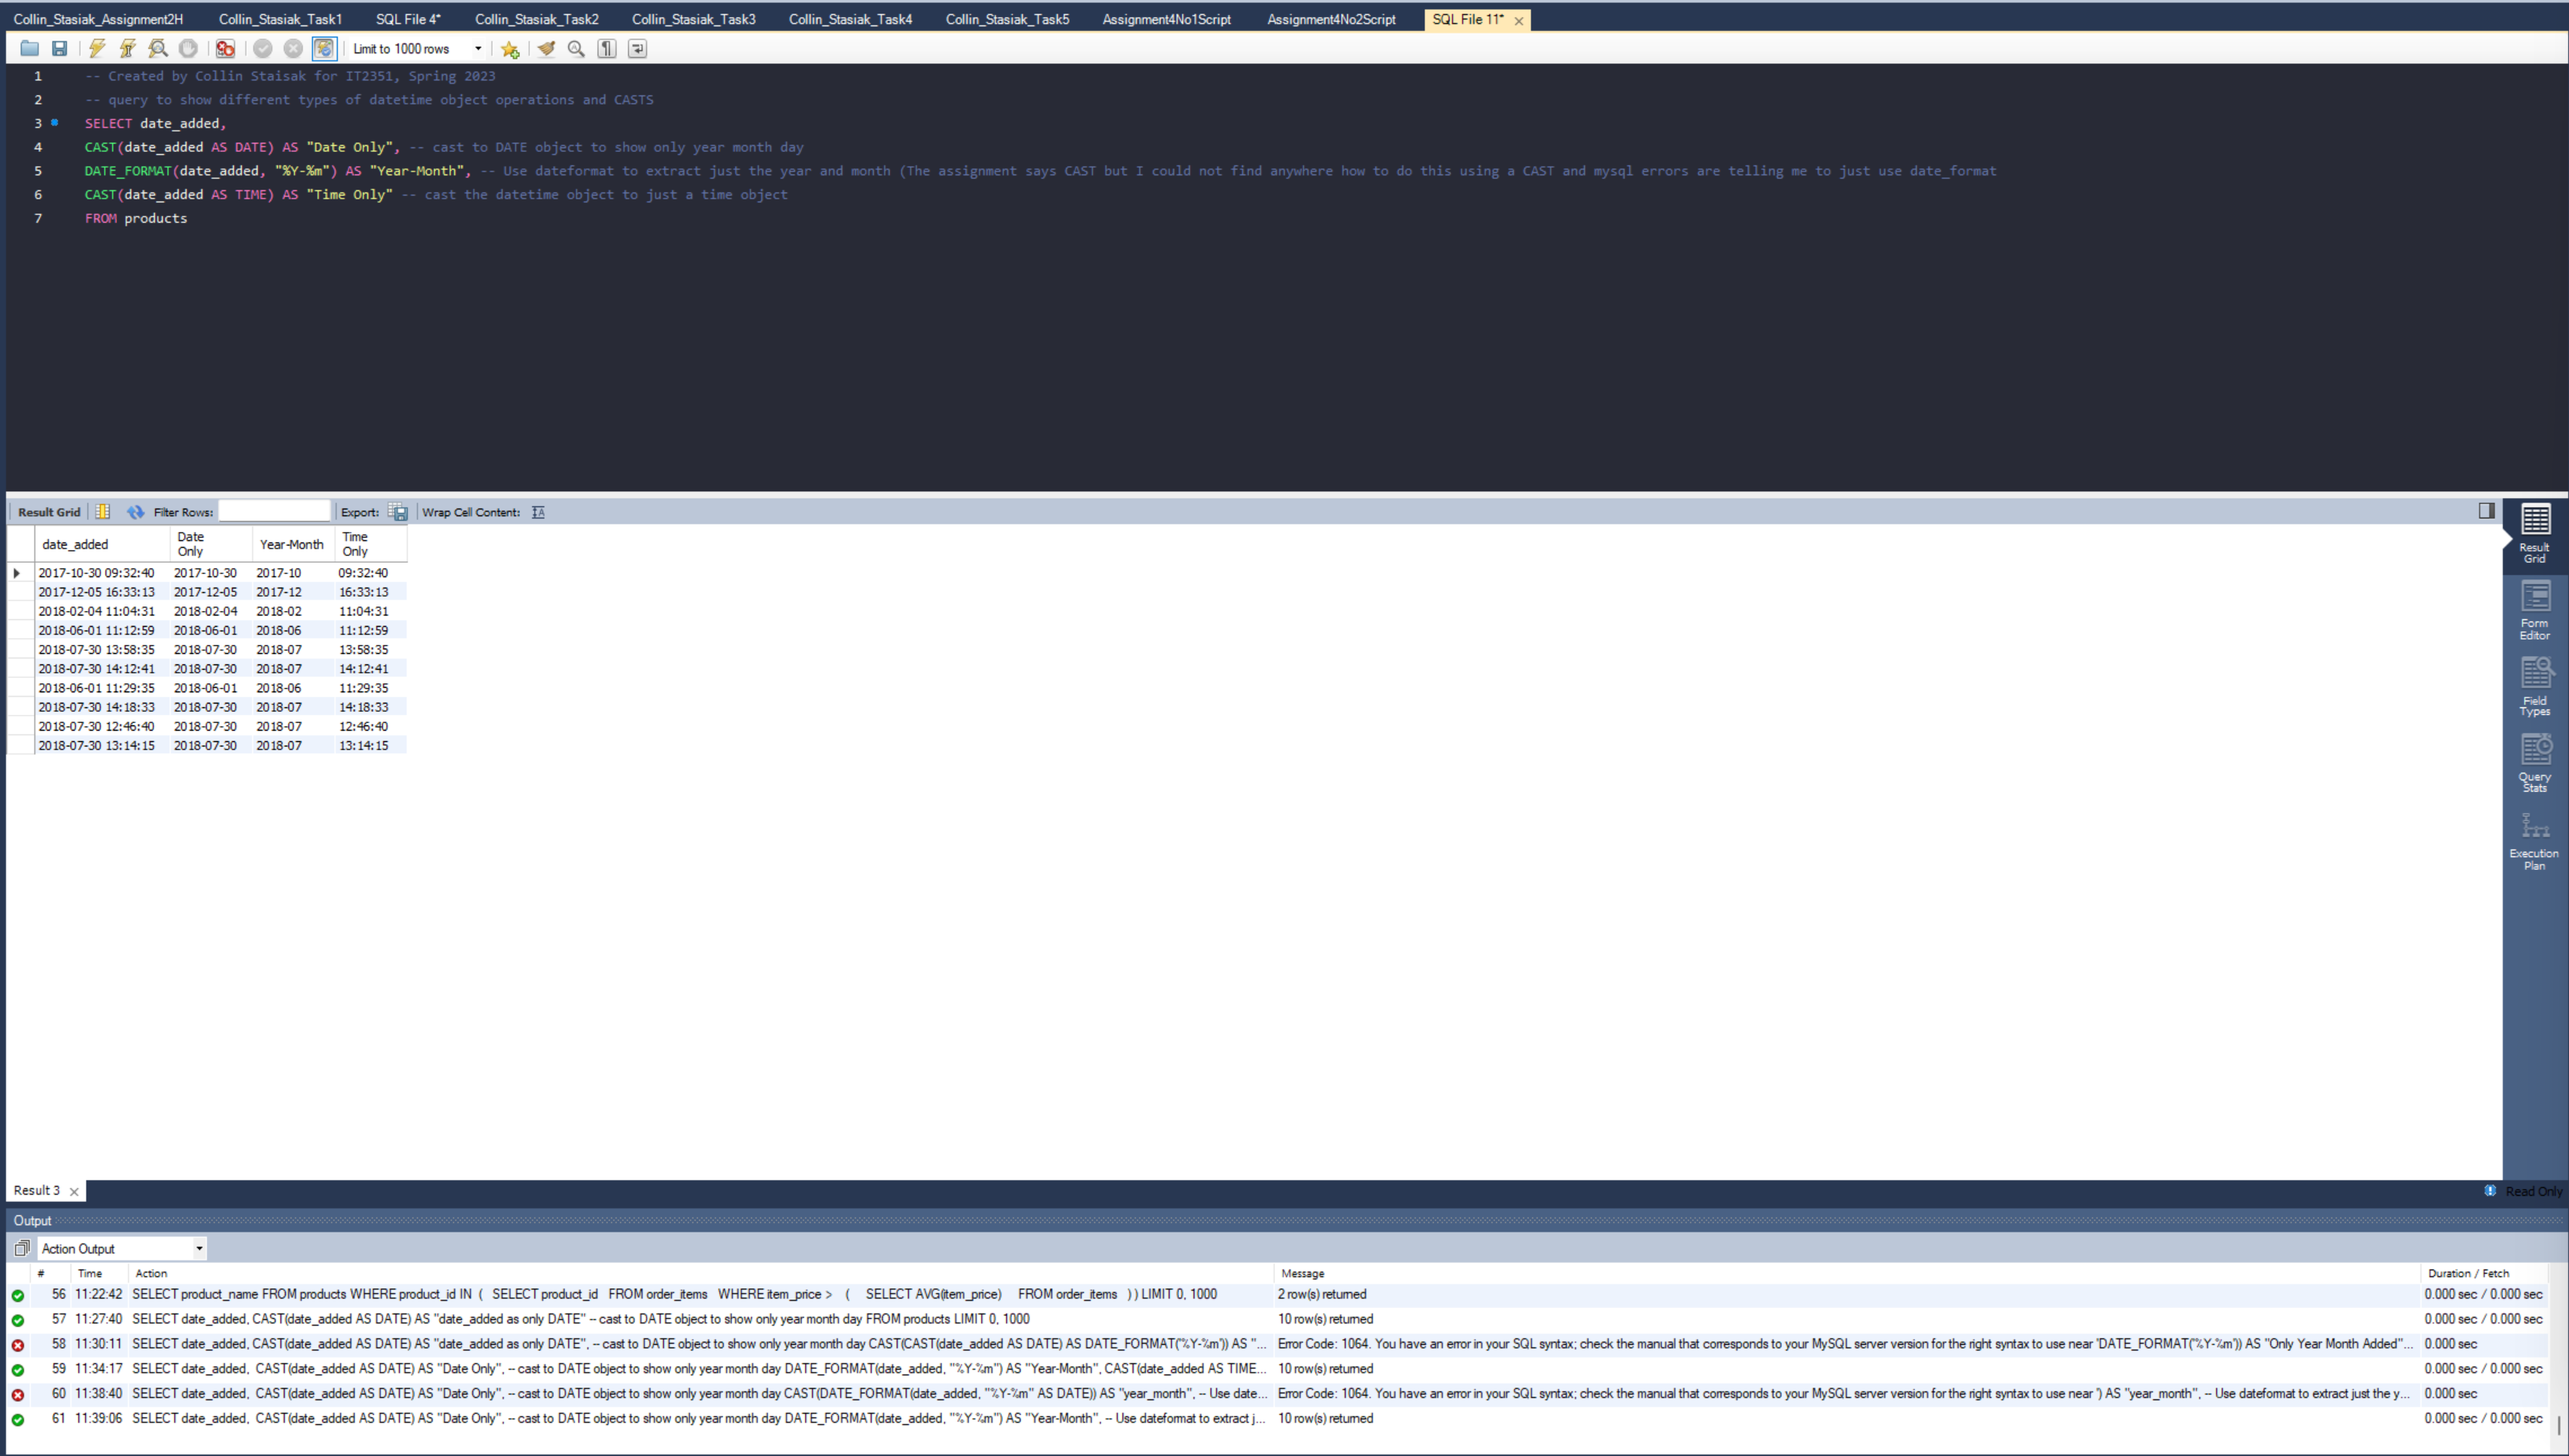 Collin_Stasiak_Assignment2H Collin_Stasiak_Task1 SQL File 4* Collin_Stasiak_Task2 Collin_Stasiak_Task3 Collin_Stasiak_Task4 Collin_Stasiak_Task5 Assignment4No1Script Assignment4No2Script SQL File 11*
Limit to 1000 rows
1 -- Created by Collin Staisak for IT2351, Spring 2023
2 -- query to show different types of datetime object operations and CASTS
3 SELECT date_added,
4 CAST(date_added AS DATE) AS "Date Only", -- cast to DATE object to show only year month day
5 DATE_FORMAT(date_added, "%Y-%m") AS "Year-Month", -- Use dateformat to extract just the year and month (The assignment says CAST but I could not find anywhere how to do this using a CAST and mysql errors are telling me to just use date_format
6 CAST(date_added AS TIME) AS "Time Only" -- cast the datetime object to just a time object
7 FROM products
Result Grid Filter Rows: Export: Wrap Cell Content:
date_added Date Only Year-Month Time Only
2017-10-30 09:32:40 2017-10-30 2017-10 09:32:40
2017-12-05 16:33:13 2017-12-05 2017-12 16:33:13
2018-02-04 11:04:31 2018-02-04 2018-02 11:04:31
2018-06-01 11:12:59 2018-06-01 2018-06 11:12:59
2018-07-30 13:58:35 2018-07-30 2018-07 13:58:35
2018-07-30 14:12:41 2018-07-30 2018-07 14:12:41
2018-06-01 11:29:35 2018-06-01 2018-06 11:29:35
2018-07-30 14:18:33 2018-07-30 2018-07 14:18:33
2018-07-30 12:46:40 2018-07-30 2018-07 12:46:40
2018-07-30 13:14:15 2018-07-30 2018-07 13:14:15
Result
Grid
Form
Editor
Field
Types
Query
Stats
Execution
Plan
Result 3 Read Only
Output
Action Output
# Time Action Message Duration / Fetch
56 11:22:42 SELECT product_name FROM products WHERE product_id IN ( SELECT product_id FROM order_items WHERE item_price > ( SELECT AVG(item_price) FROM order_items ) ) LIMIT 0, 1000 2 row(s) returned 0.000 sec / 0.000 sec
57 11:27:40 SELECT date_added, CAST(date_added AS DATE) AS "date_added as only DATE" -- cast to DATE object to show only year month day FROM products LIMIT 0, 1000 10 row(s) returned 0.000 sec / 0.000 sec
58 11:30:11 SELECT date_added, CAST(date_added AS DATE) AS "date_added as only DATE", -- cast to DATE object to show only year month day CAST(CAST(date_added AS DATE) AS DATE_FORMAT('%Y-%m')) AS "... Error Code: 1064. You have an error in your SQL syntax; check the manual that corresponds to your MySQL server version for the right syntax to use near 'DATE_FORMAT('%Y-%m')) AS "Only Year Month Added"... 0.000 sec
59 11:34:17 SELECT date_added, CAST(date_added AS DATE) AS "Date Only", -- cast to DATE object to show only year month day DATE_FORMAT(date_added, "%Y-%m") AS "Year-Month", CAST(date_added AS TIME... 10 row(s) returned 0.000 sec / 0.000 sec
60 11:38:40 SELECT date_added, CAST(date_added AS DATE) AS "Date Only", -- cast to DATE object to show only year month day CAST(DATE_FORMAT(date_added, "%Y-%m" AS DATE)) AS "year_month", -- Use date... Error Code: 1064. You have an error in your SQL syntax; check the manual that corresponds to your MySQL server version for the right syntax to use near ') AS "year_month", -- Use dateformat to extract just the y... 0.000 sec
61 11:39:06 SELECT date_added, CAST(date_added AS DATE) AS "Date Only", -- cast to DATE object to show only year month day DATE_FORMAT(date_added, "%Y-%m") AS "Year-Month", -- Use dateformat to extract j... 10 row(s) returned 0.000 sec / 0.000 sec